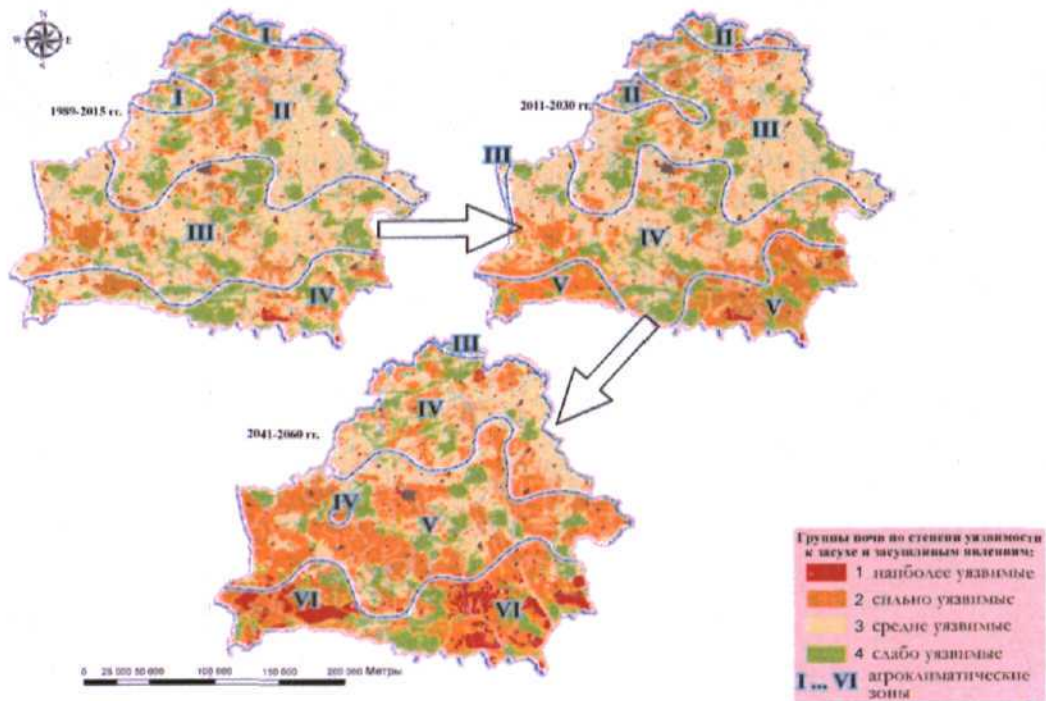 N
W E
S
1989-2015 гг.
I
I
II
III
IV
2011-2030 гг.
II
II
III
III
IV
V
V
2041-2060 гг.
III
IV
IV
V
VI
VI
0 25 000 50 000 100 000 150 000 200 000 Метры
Группы почв по степени уязвимости
к засухе и засушливым явлениям:
1 наиболее уязвимые
2 сильно уязвимые
3 средне уязвимые
4 слабо уязвимые
I ... VI агроклиматические
зоны